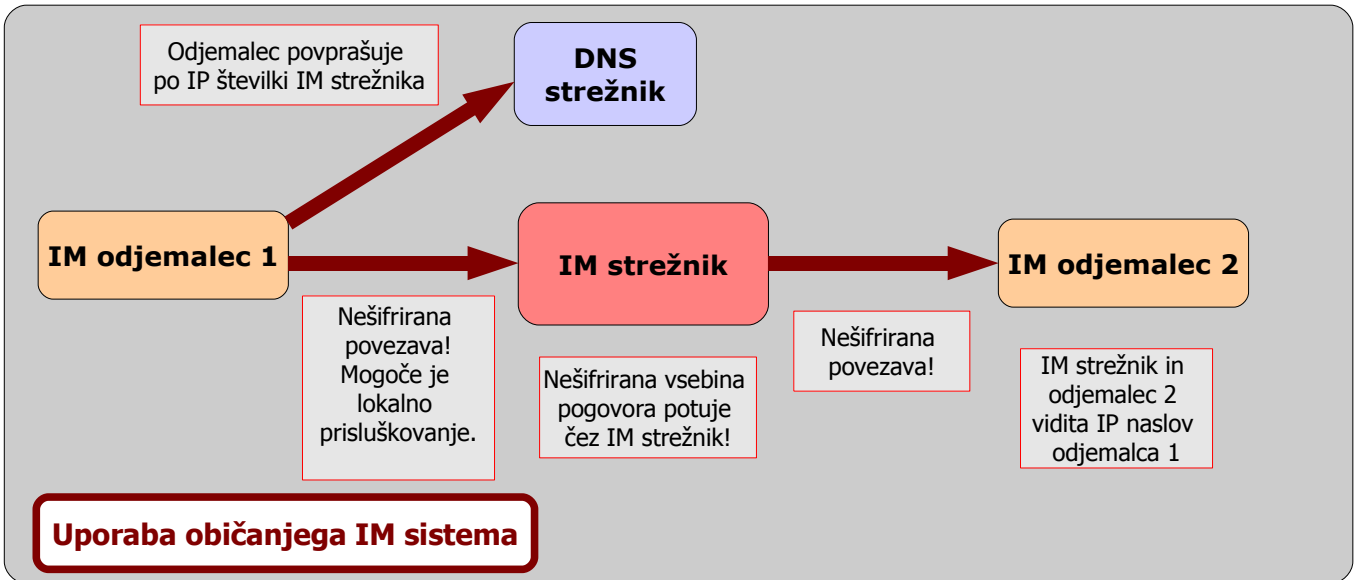 Odjemalec povprašuje
po IP številki IM strežnika
DNS
strežnik
IM odjemalec 1
IM strežnik
IM odjemalec 2
Nešifrirana
povezava!
Mogoče je
lokalno
prisluškovanje.
Nešifrirana vsebina
pogovora potuje
čez IM strežnik!
Nešifrirana
povezava!
IM strežnik in
odjemalec 2
vidita IP naslov
odjemalca 1
Uporaba običanjega IM sistema